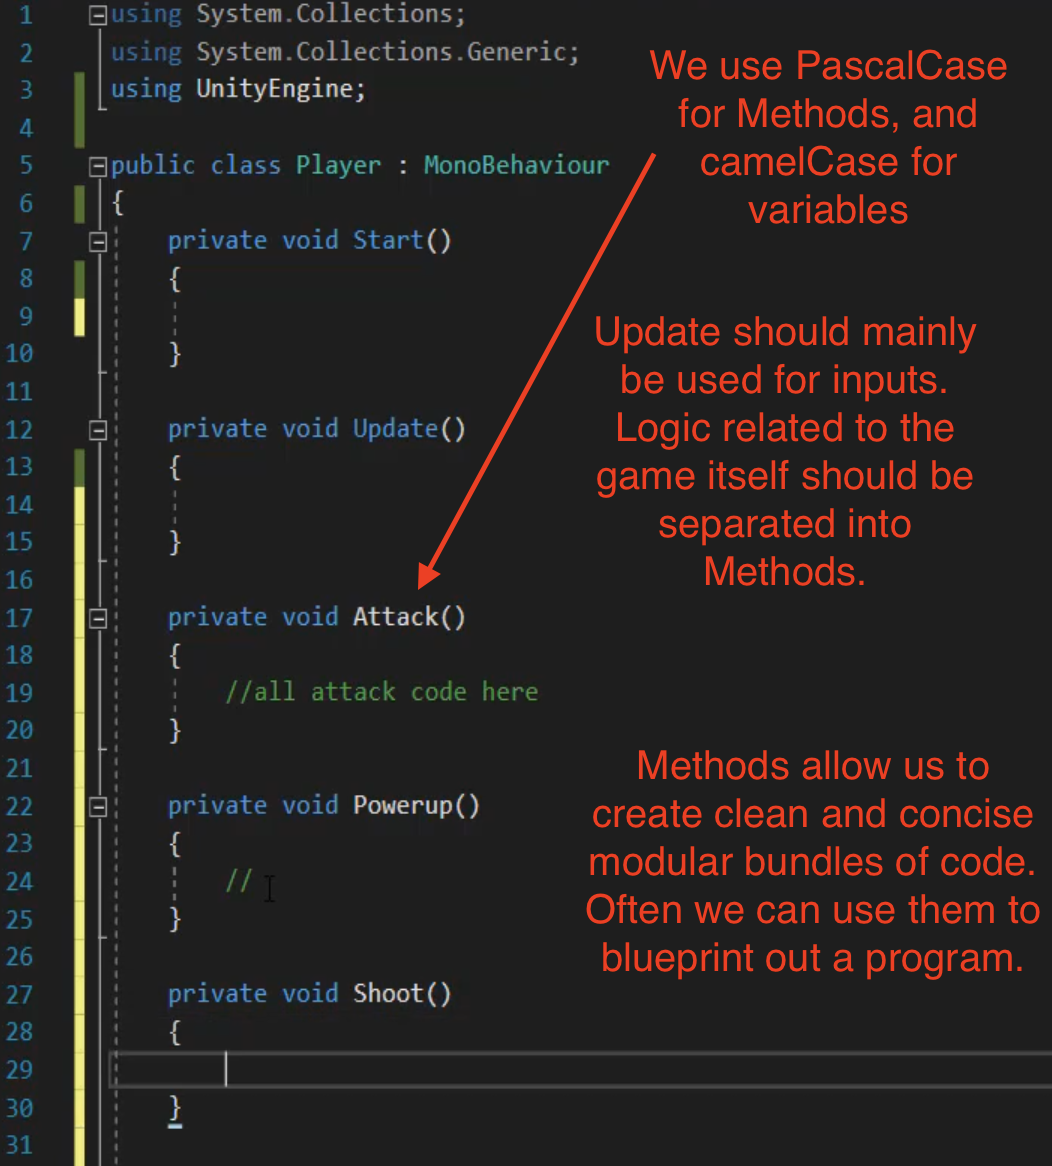 1 using System.Collections;
2 using System.Collections.Generic;
3 using UnityEngine;
4
5 public class Player : MonoBehaviour
6 {
7 private void Start()
8 {
9
10 }
11
12 private void Update()
13 {
14
15 }
16
17 private void Attack()
18 {
19 //all attack code here
20 }
21
22 private void Powerup()
23 {
24 //
25 }
26
27 private void Shoot()
28 {
29
30 }
31
We use PascalCase
for Methods, and
camelCase for
variables
Update should mainly
be used for inputs.
Logic related to the
game itself should be
separated into
Methods.
Methods allow us to
create clean and concise
modular bundles of code.
Often we can use them to
blueprint out a program.